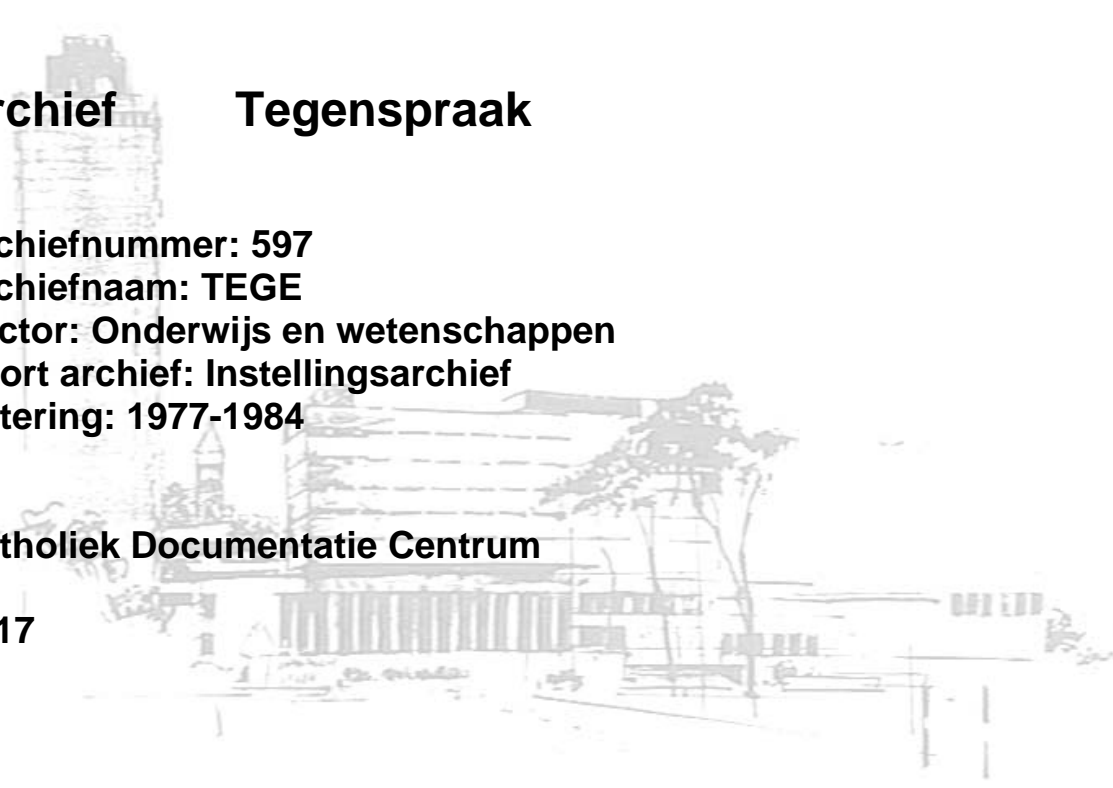 rchief Tegenspraak
chiefnummer: 597
chiefnaam: TEGE
ctor: Onderwijs en wetenschappen
ort archief: Instellingsarchief
tering: 1977-1984
tholiek Documentatie Centrum
17